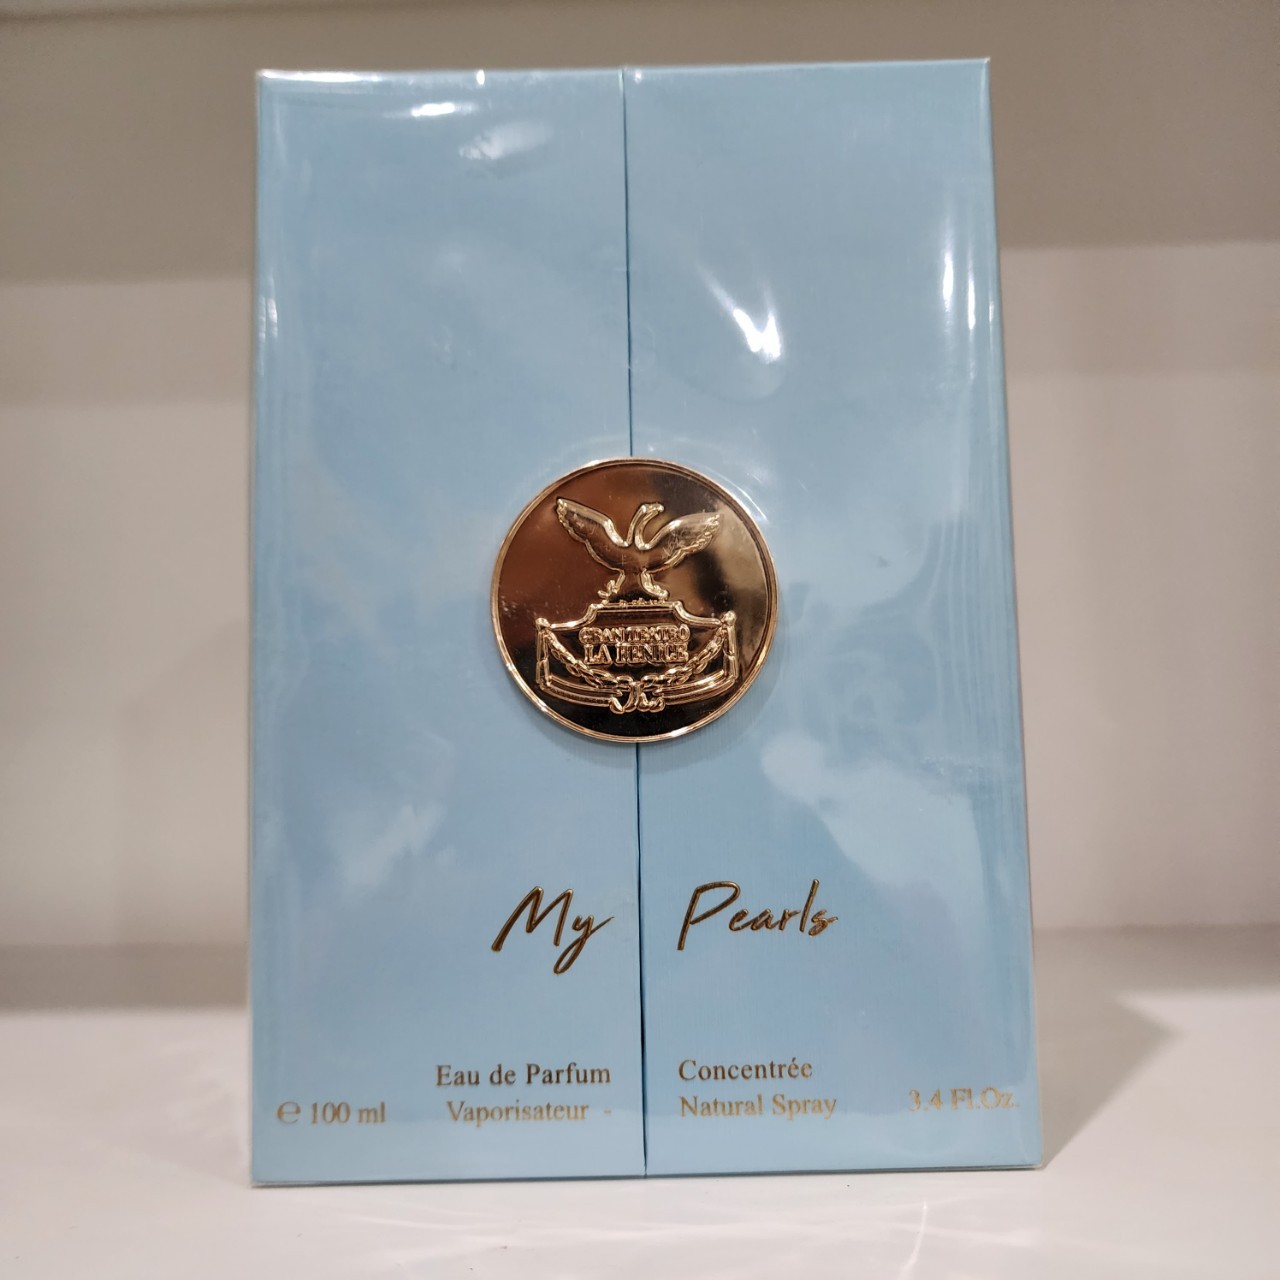 GRAN TEATRO
LA FENICE
My Pearls
Eau de Parfum Concentrée
℮ 100 ml Vaporisateur - Natural Spray 3.4 Fl.Oz.